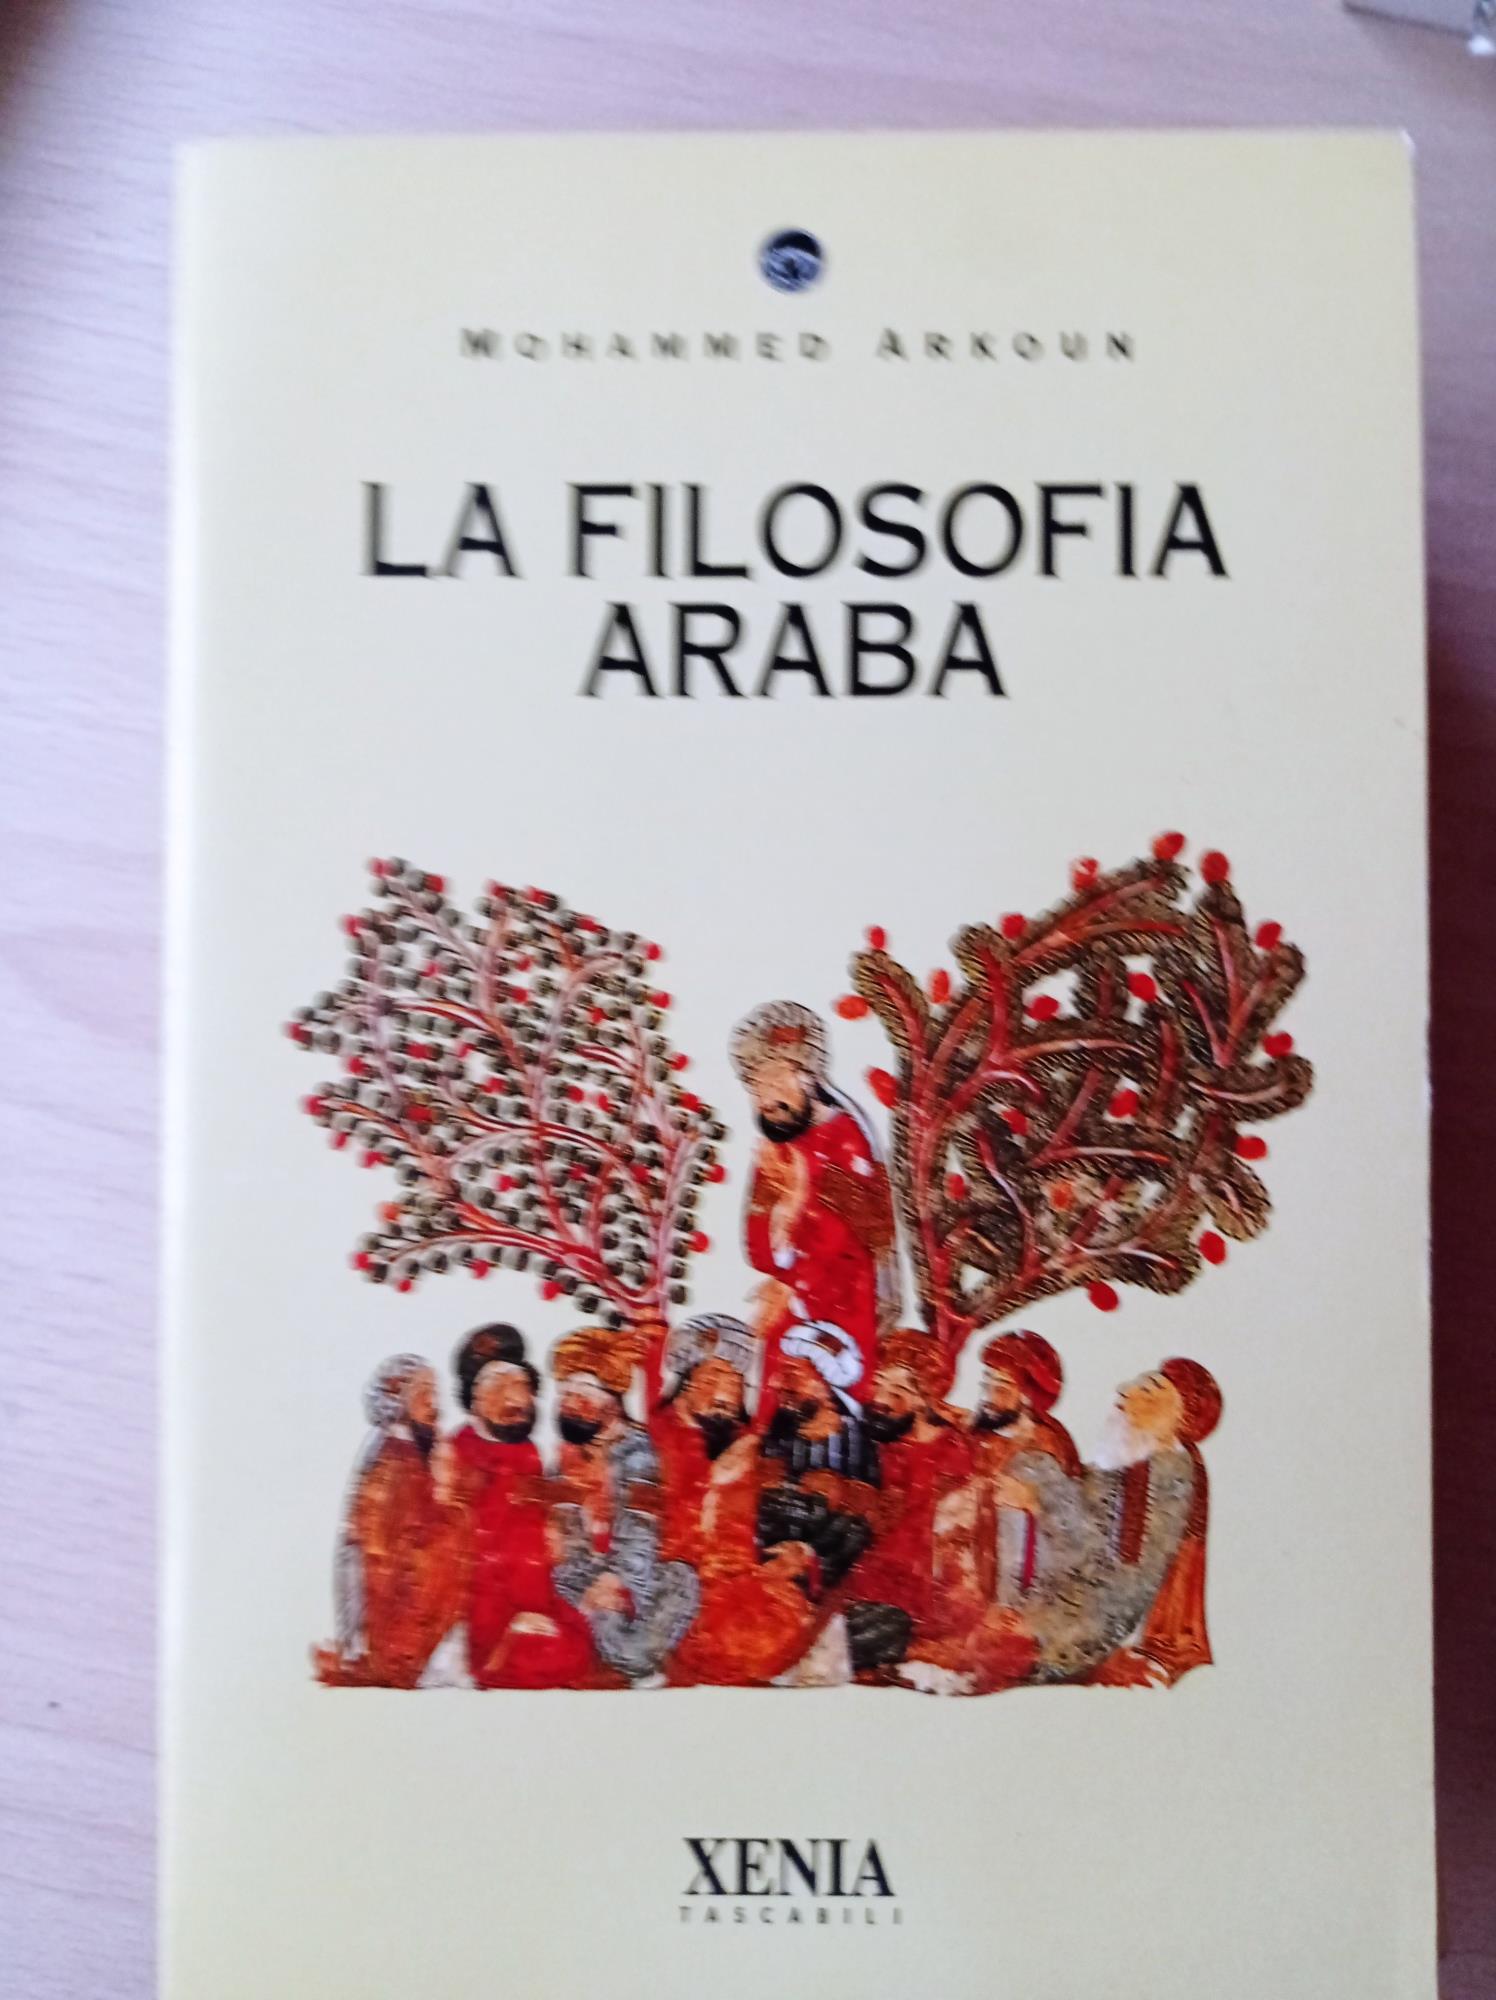 MOHAMMED ARKOUN
LA FILOSOFIA
ARABA
XENIA
TASCABILI